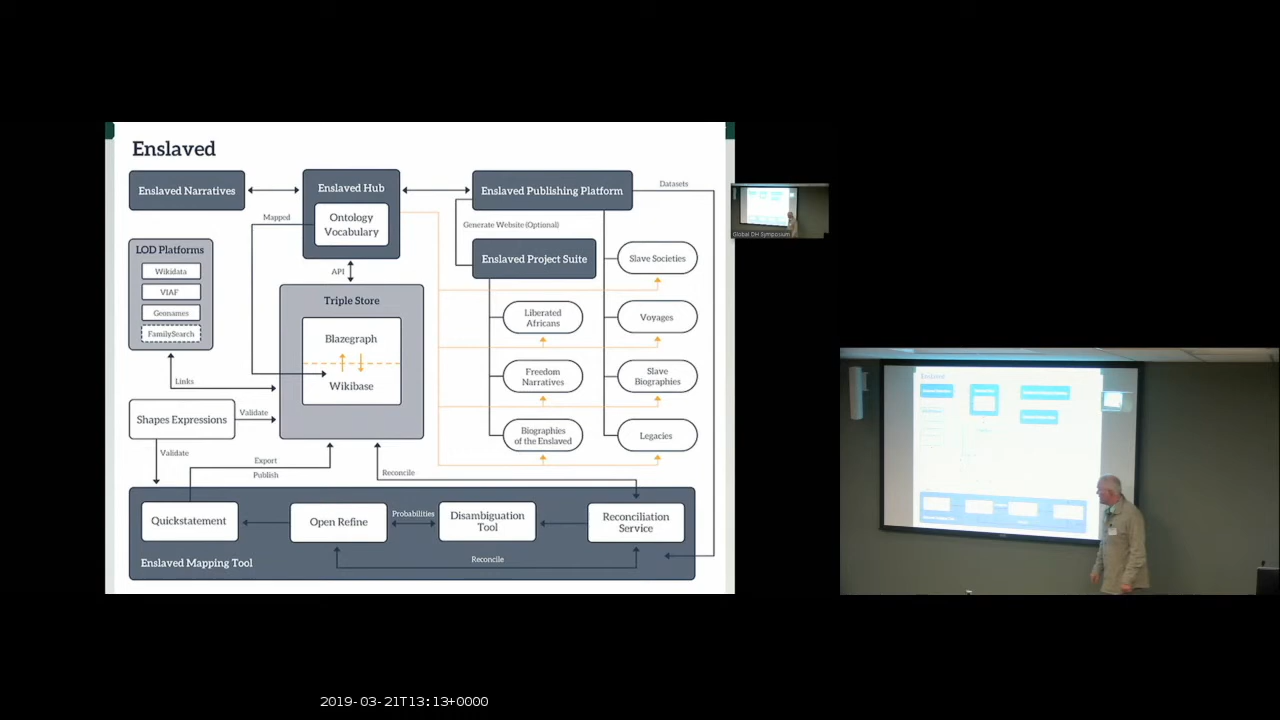 Enslaved
Enslaved Narratives
Enslaved Hub
Ontology
Vocabulary
Enslaved Publishing Platform
Datasets
Mapped
Generate Website (Optional)
LOD Platforms
Wikidata
VIAF
Geonames
FamilySearch
API
Enslaved Project Suite
Slave Societies
Triple Store
Blazegraph
Wikibase
Liberated
Africans
Voyages
Freedom
Narratives
Slave
Biographies
Links
Shapes Expressions
Validate
Biographies
of the Enslaved
Legacies
Validate
Export
Publish
Reconcile
Quickstatement
Open Refine
Probabilities
Disambiguation
Tool
Reconciliation
Service
Reconcile
Enslaved Mapping Tool
Global DH Symposium
2019-03-21T13:13+0000